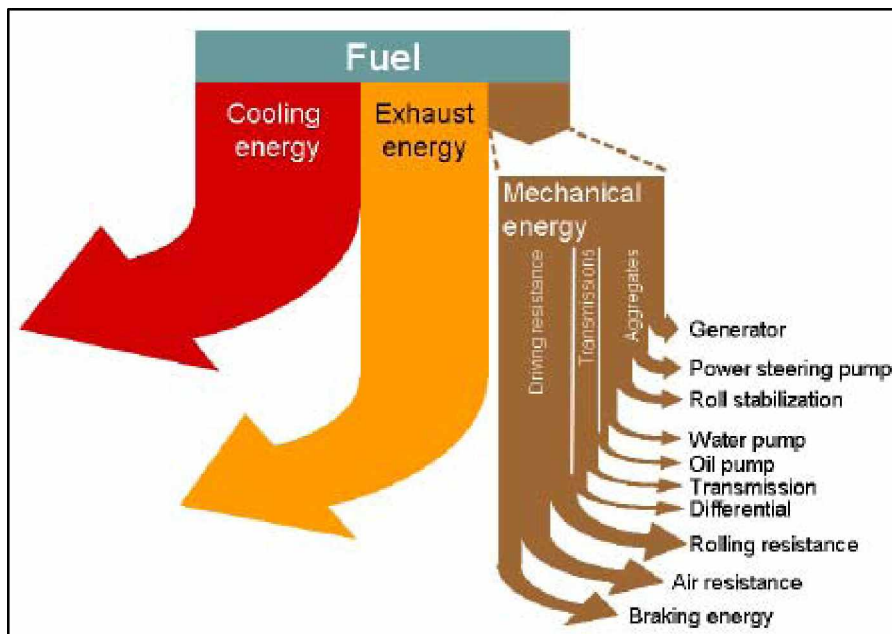 Fuel
Cooling
energy
Exhaust
energy
Mechanical
energy
Driving resistance
Transmissions
Aggregates
Generator
Power steering pump
Roll stabilization
Water pump
Oil pump
Transmission
Differential
Rolling resistance
Air resistance
Braking energy